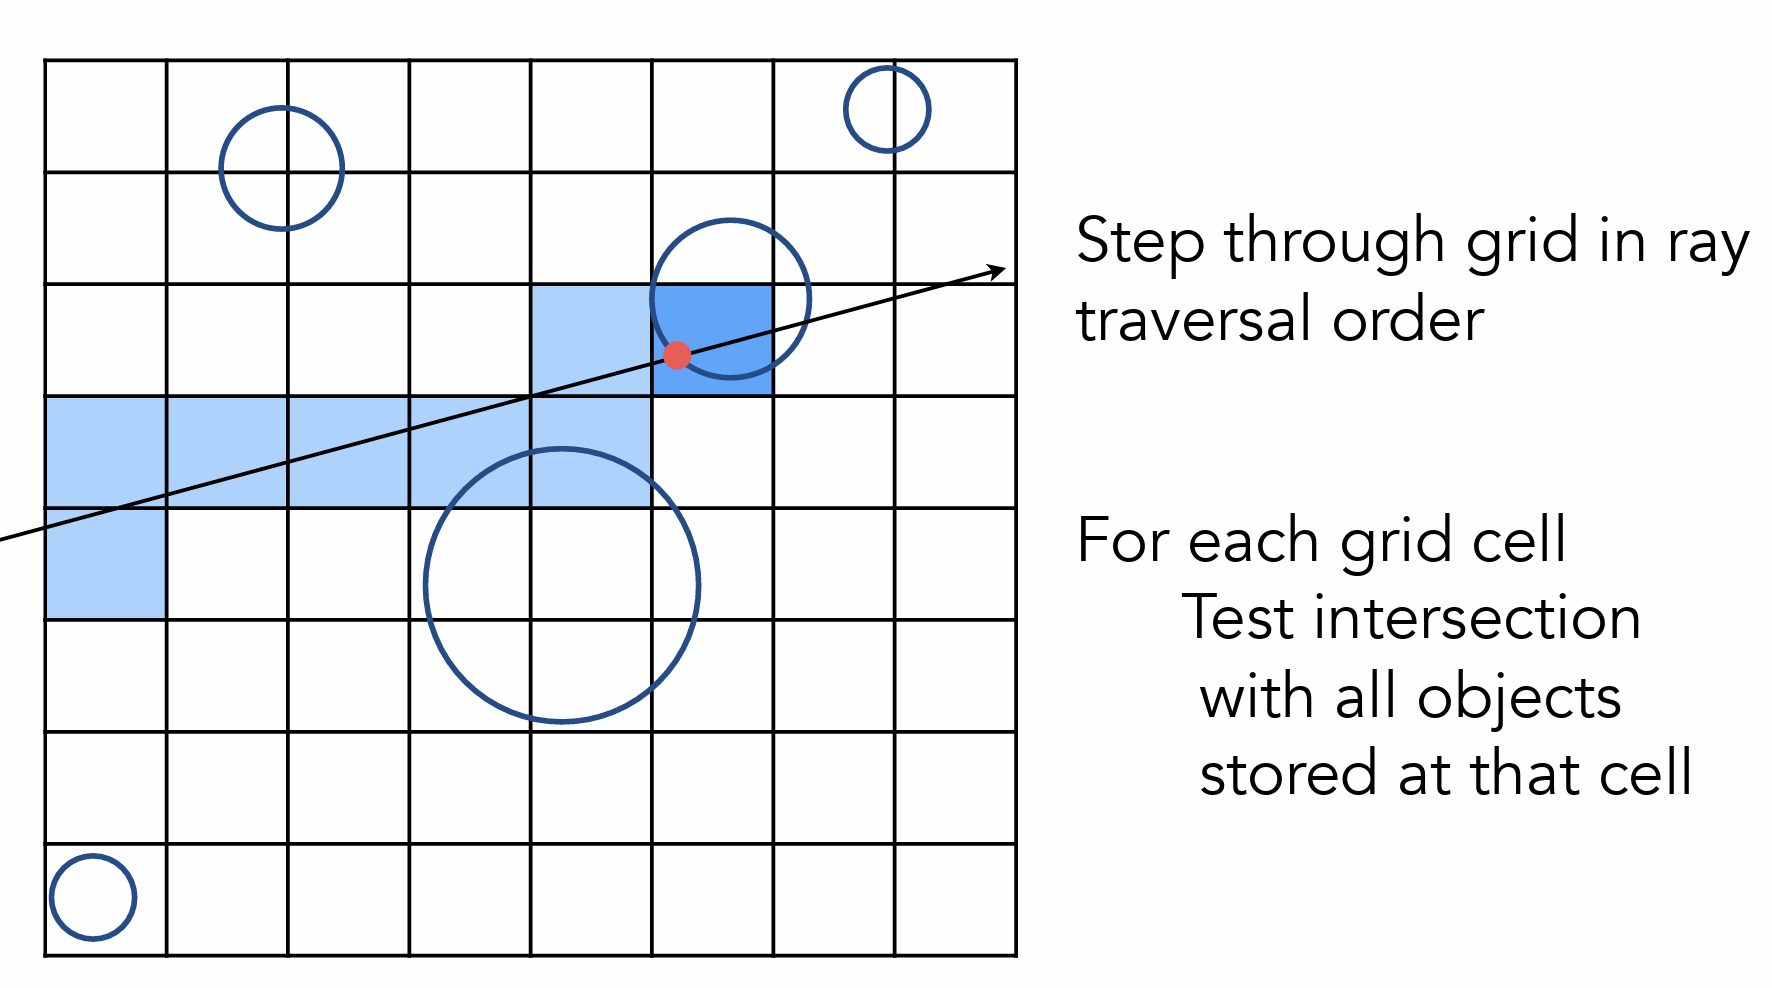 Step through grid in ray
traversal order
For each grid cell
Test intersection
with all objects
stored at that cell